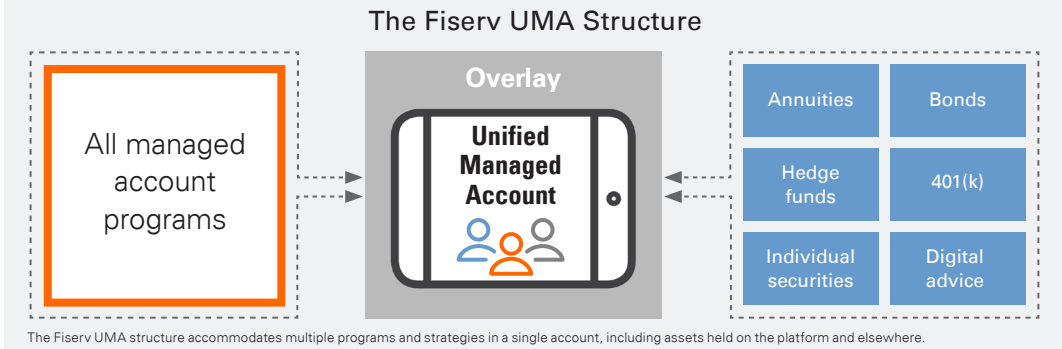 The Fiserv UMA Structure
All managed
account
programs
Overlay
Unified
Managed
Account
Annuities
Bonds
Hedge
funds
401(k)
Individual
securities
Digital
advice
The Fiserv UMA structure accommodates multiple programs and strategies in a single account, including assets held on the platform and elsewhere.